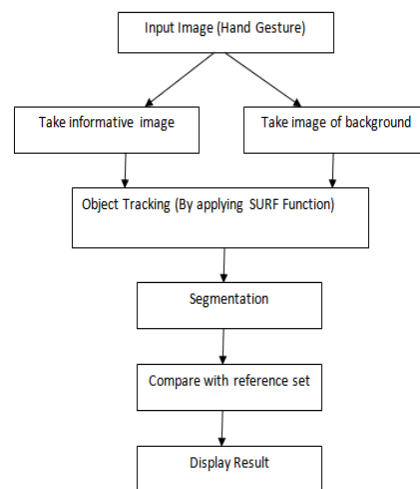 Input Image (Hand Gesture)
Take informative image
Take image of background
Object Tracking (By applying SURF Function)
Segmentation
Compare with reference set
Display Result